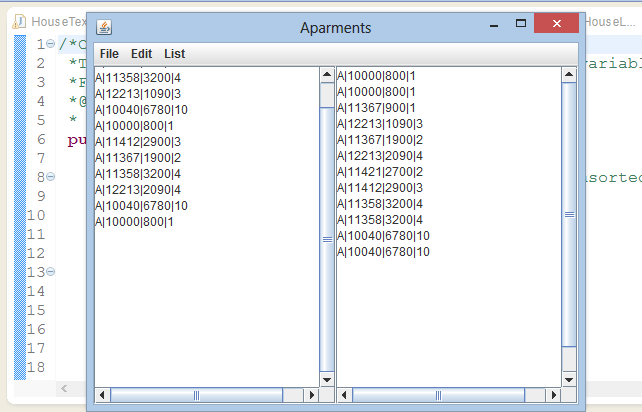 HouseTex
HouseL...
Aparments
File Edit List
A|11358|3200|4
A|12213|1090|3
A|10040|6780|10
A|10000|800|1
A|11412|2900|3
A|11367|1900|2
A|11358|3200|4
A|12213|2090|4
A|10040|6780|10
A|10000|800|1
A|10000|800|1
A|10000|800|1
A|11367|900|1
A|12213|1090|3
A|11367|1900|2
A|12213|2090|4
A|11421|2700|2
A|11412|2900|3
A|11358|3200|4
A|11358|3200|4
A|10040|6780|10
A|10040|6780|10
1 /*C
2 *T
variabl
3 *F
4 *@
5 *
6 pu
7
8
nsorted
9
10
11
12
13
14
15
16
17
18